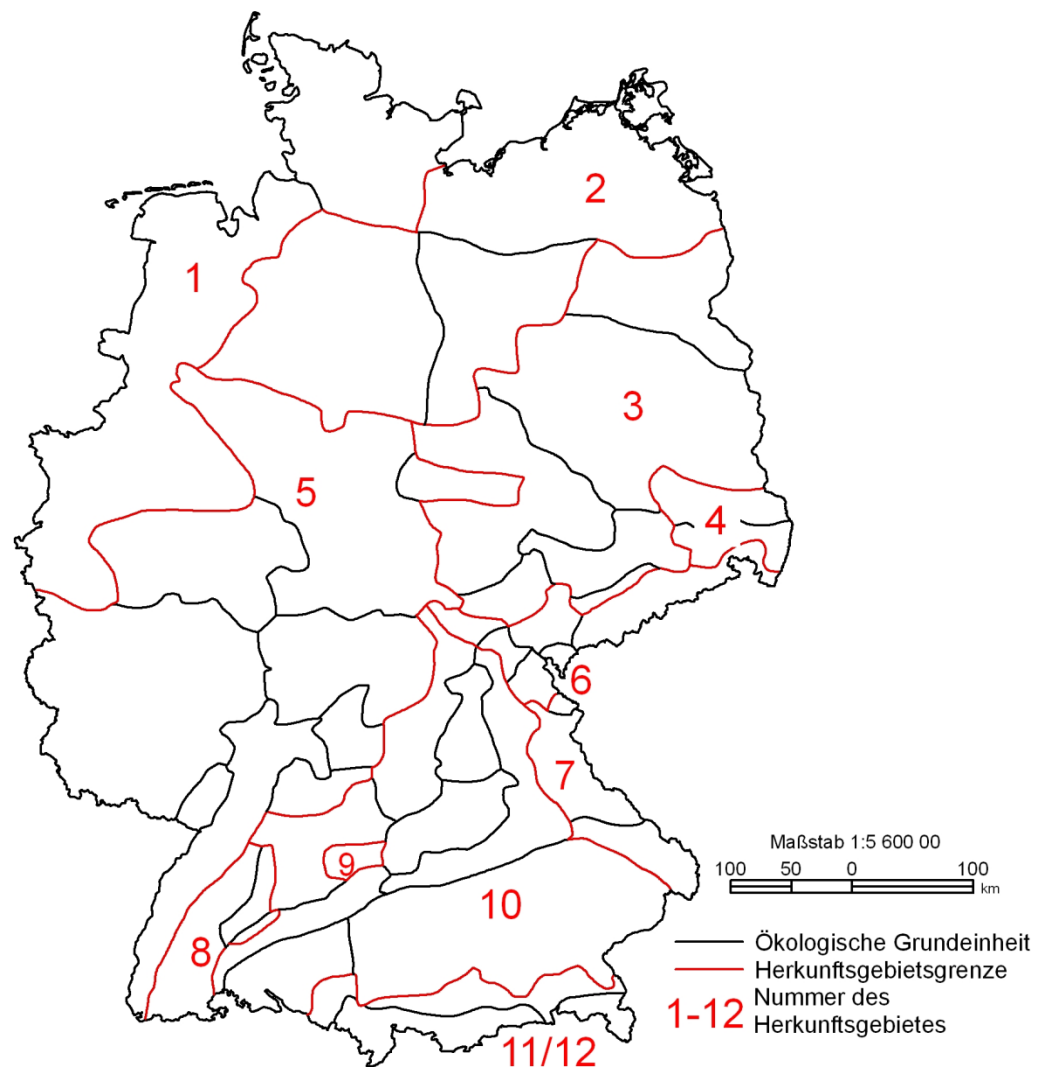 2
1
3
5
4
6
7
9
10
8
11/12
Maßstab 1:5 600 00
100 50 0 100
km
Ökologische Grundeinheit
Herkunftsgebietsgrenze
1-12 Nummer des
Herkunftsgebietes